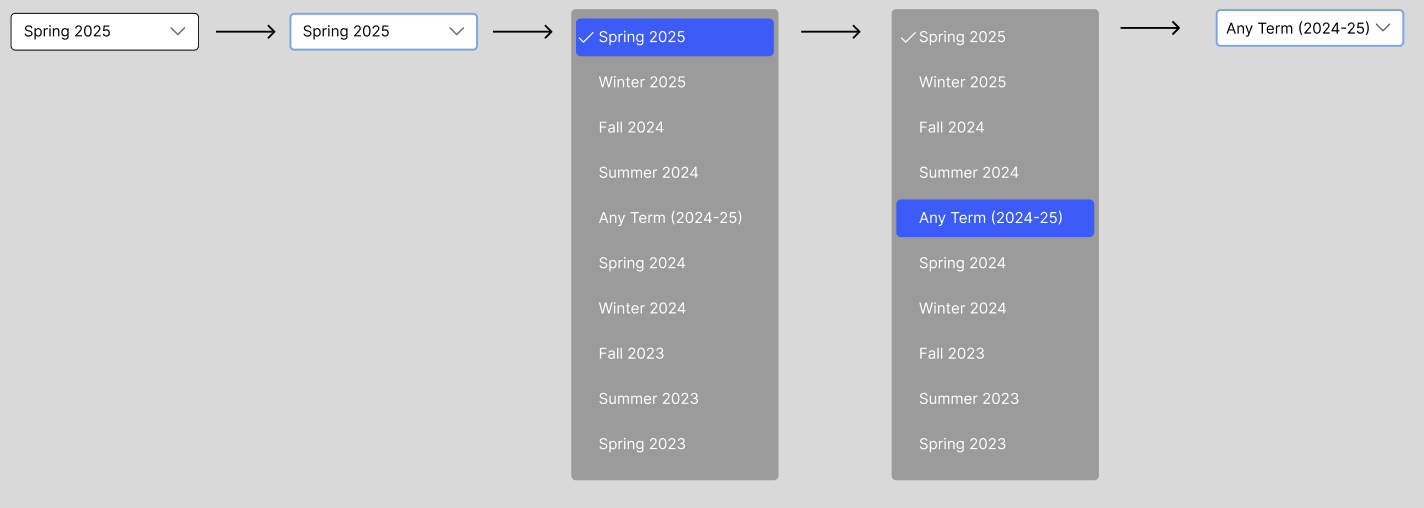 Spring 2025
Spring 2025
Spring 2025
Winter 2025
Fall 2024
Summer 2024
Any Term (2024-25)
Spring 2024
Winter 2024
Fall 2023
Summer 2023
Spring 2023
Spring 2025
Winter 2025
Fall 2024
Summer 2024
Any Term (2024-25)
Spring 2024
Winter 2024
Fall 2023
Summer 2023
Spring 2023
Any Term (2024-25)